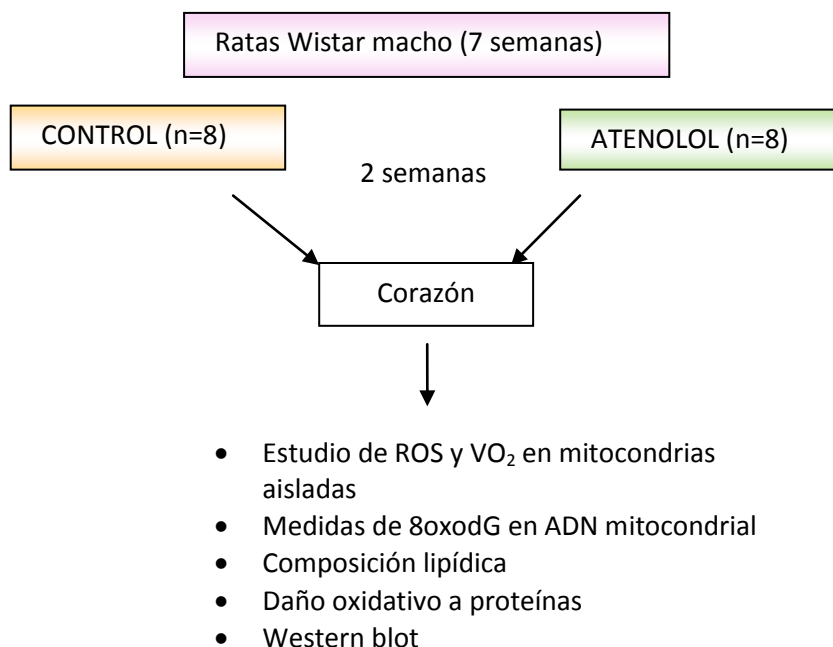 Ratas Wistar macho (7 semanas)
CONTROL (n=8)
ATENOLOL (n=8)
2 semanas
Corazón
• Estudio de ROS y VO₂ en mitocondrias
aisladas
• Medidas de 8oxodG en ADN mitocondrial
• Composición lipídica
• Daño oxidativo a proteínas
• Western blot